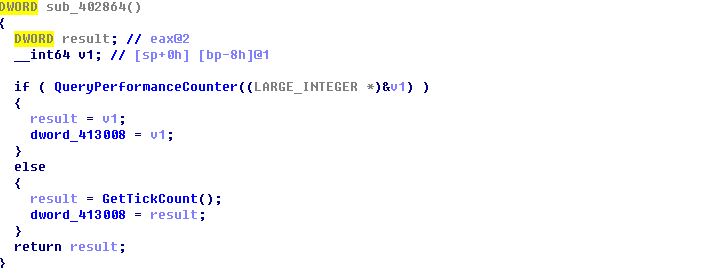 DWORD sub_402864()
{
  DWORD result; // eax@2
  __int64 v1; // [sp+0h] [bp-8h]@1

  if ( QueryPerformanceCounter((LARGE_INTEGER *)&v1) )
  {
    result = v1;
    dword_413008 = v1;
  }
  else
  {
    result = GetTickCount();
    dword_413008 = result;
  }
  return result;
}